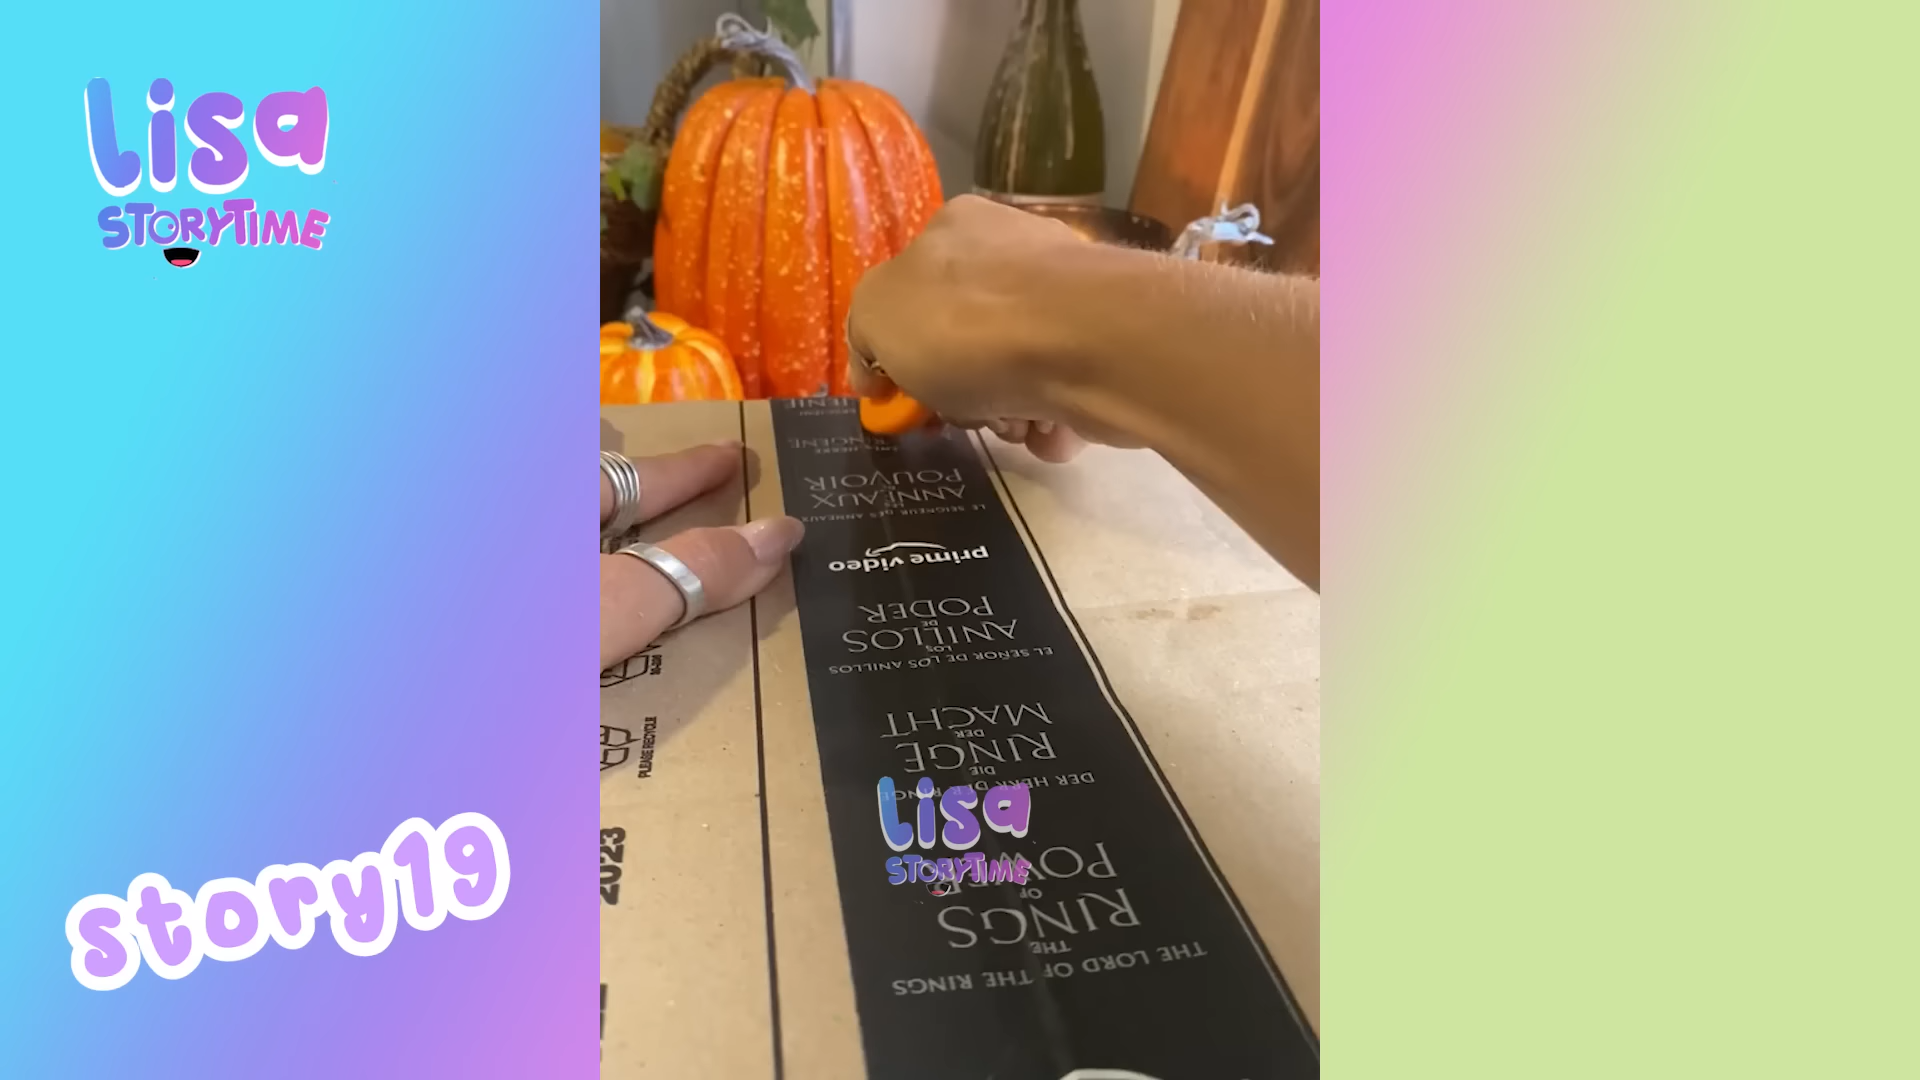 Lisa
STORYTIME
story19
TENIE
RINGENE
POUVOIR
ANNEAUX
LES
LE SEIGNEUR DES ANNEAUX
prime video
PODER
DE
ANILLOS
LOS
EL SEÑOR DE LOS ANILLOS
MACHT
DER
RINGE
DIE
DER HERR DER RINGE
Lisa
STORYTIME
POWER
OF
RINGS
THE
THE LORD OF THE RINGS
PLEASE RECYCLE
2023